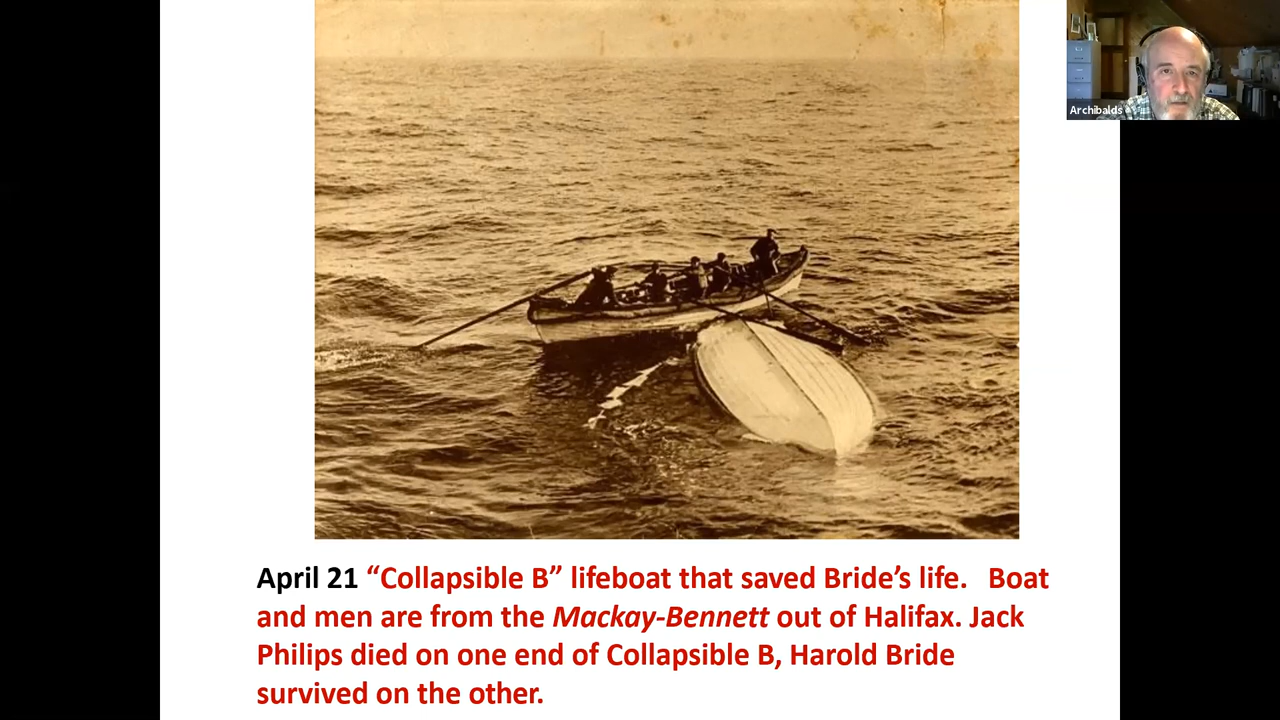 Archibalds
April 21 “Collapsible B” lifeboat that saved Bride’s life. Boat
and men are from the Mackay-Bennett out of Halifax. Jack
Philips died on one end of Collapsible B, Harold Bride
survived on the other.